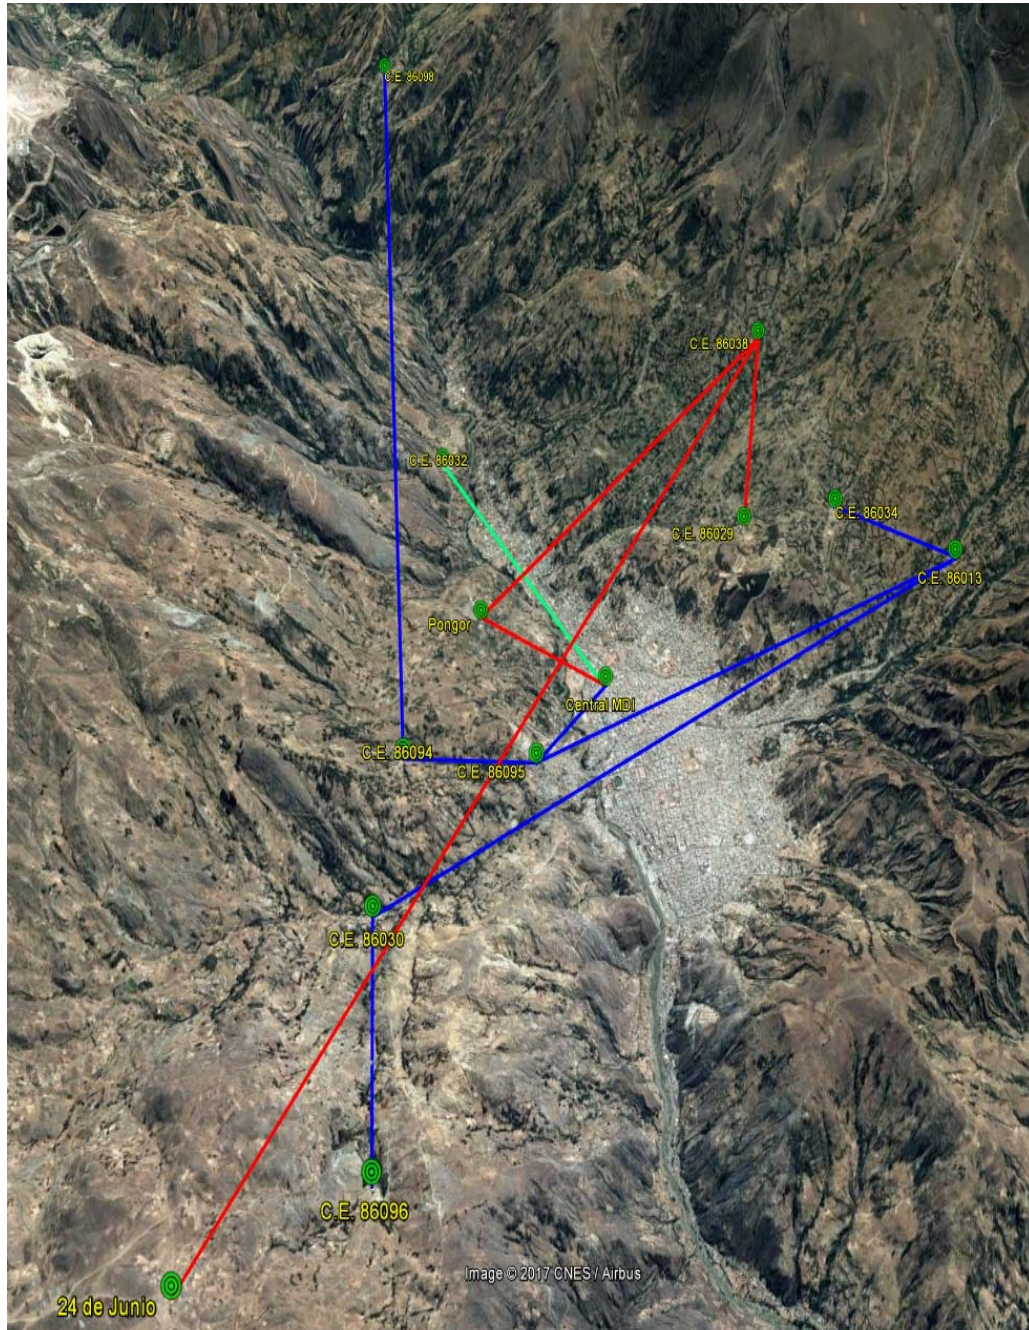 C.E. 86098
C.E. 86038
C.E. 86032
C.E. 86034
C.E. 86029
C.E. 86013
Pongor
Central MDI
C.E. 86094
C.E. 86095
C.E. 86030
C.E. 86096
Image © 2017 CNES / Airbus
24 de Junio